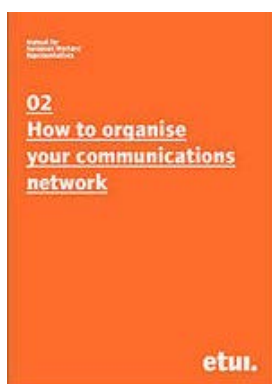 Manual for
European Workers'
Representatives
02
How to organise
your communications
network
etui.